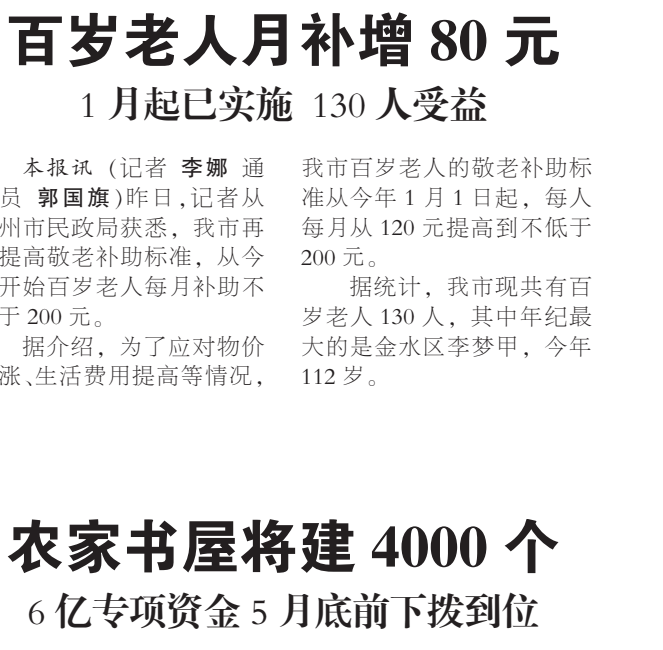 百岁老人月补增 80 元
1 月起已实施 130 人受益
本报讯 (记者 李娜 通
员 郭国旗)昨日,记者从
州市民政局获悉，我市再
提高敬老补助标准，从今
开始百岁老人每月补助不
于 200 元。
据介绍，为了应对物价
涨、生活费用提高等情况，
我市百岁老人的敬老补助标
准从今年 1 月 1 日起，每人
每月从 120 元提高到不低于
200 元。
据统计，我市现共有百
岁老人 130 人，其中年纪最
大的是金水区李梦甲，今年
112 岁。
农家书屋将建 4000 个
6 亿专项资金 5 月底前下拨到位